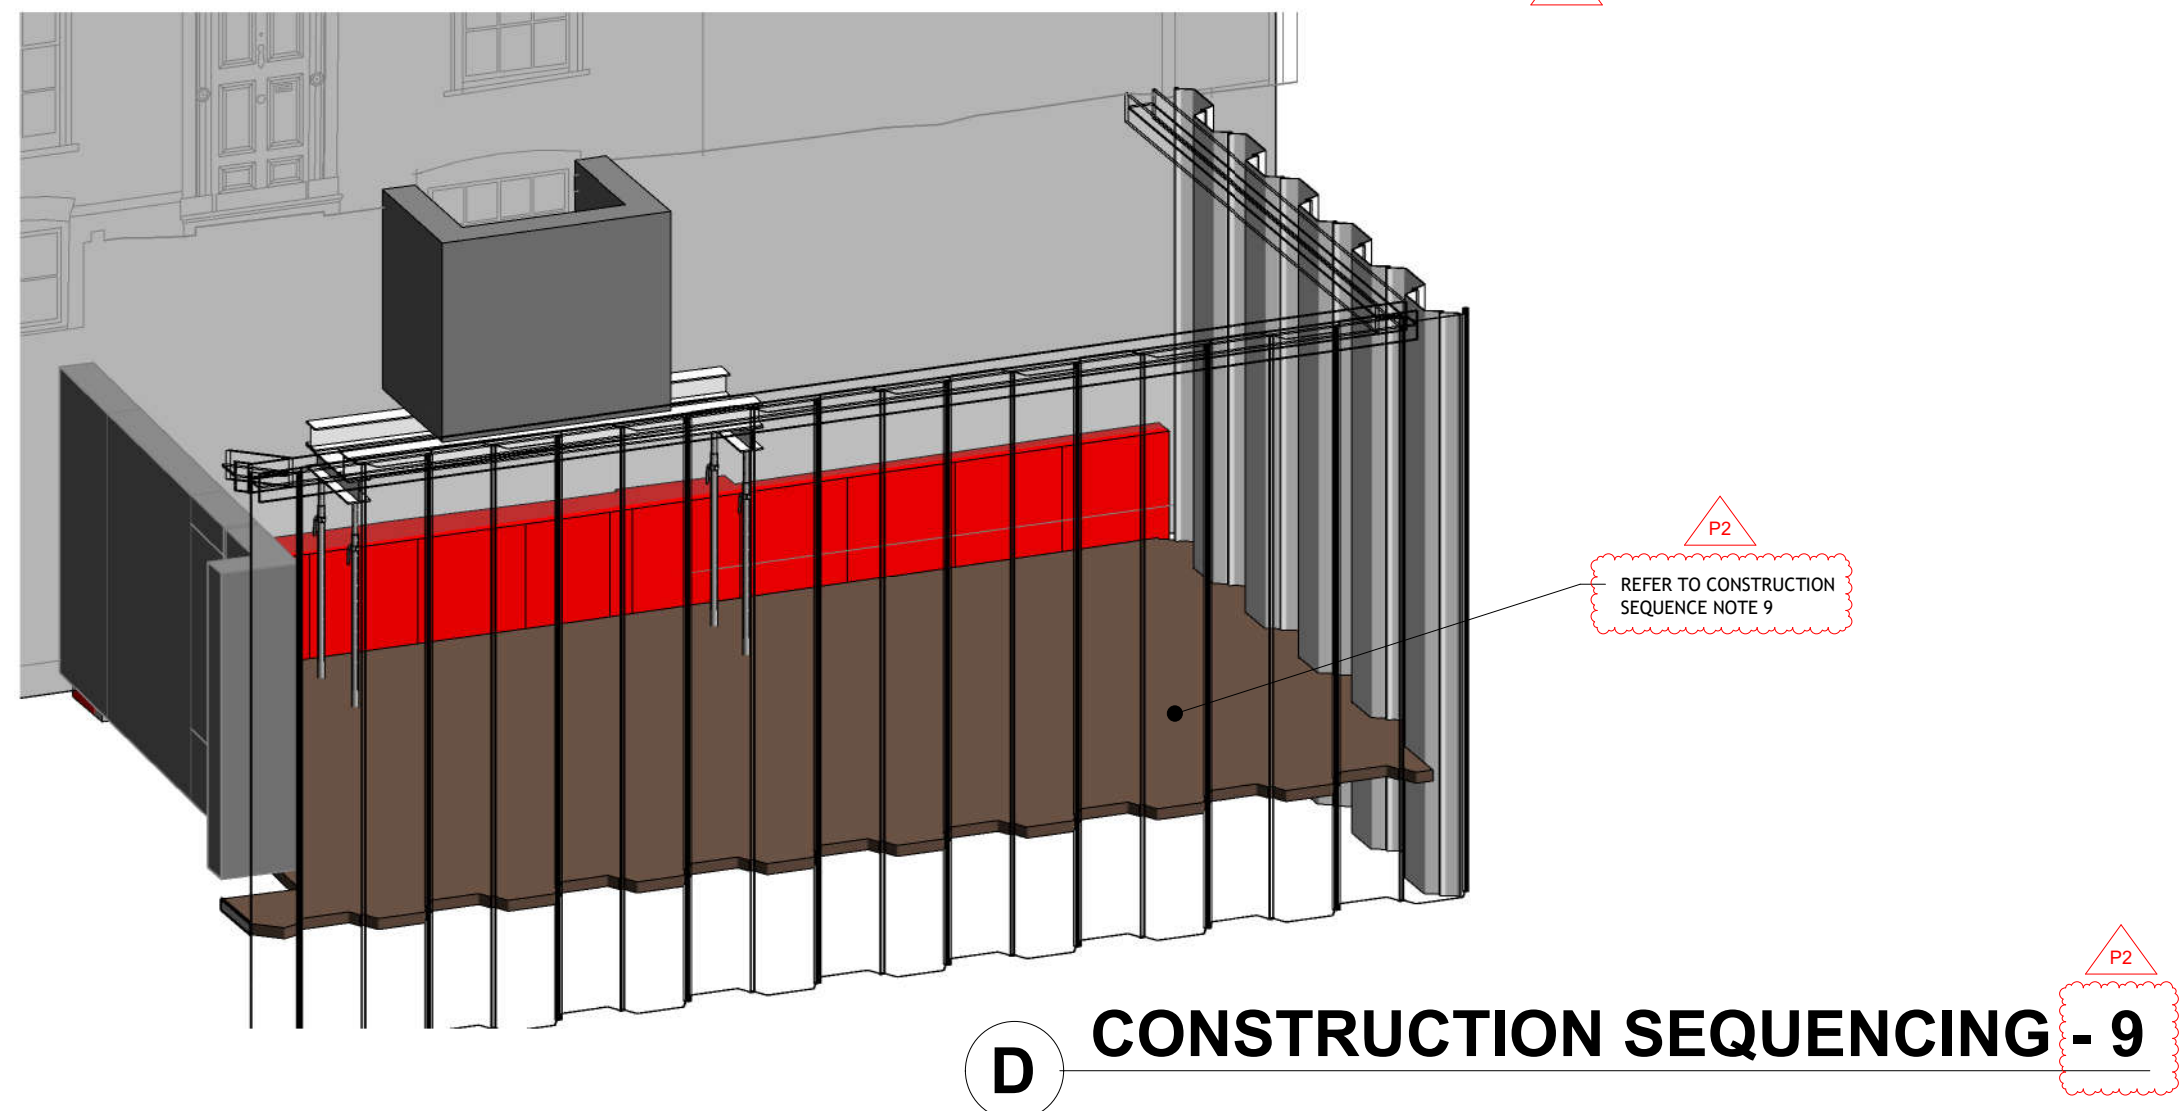 P2
REFER TO CONSTRUCTION
SEQUENCE NOTE 9
P2
D
CONSTRUCTION SEQUENCING - 9